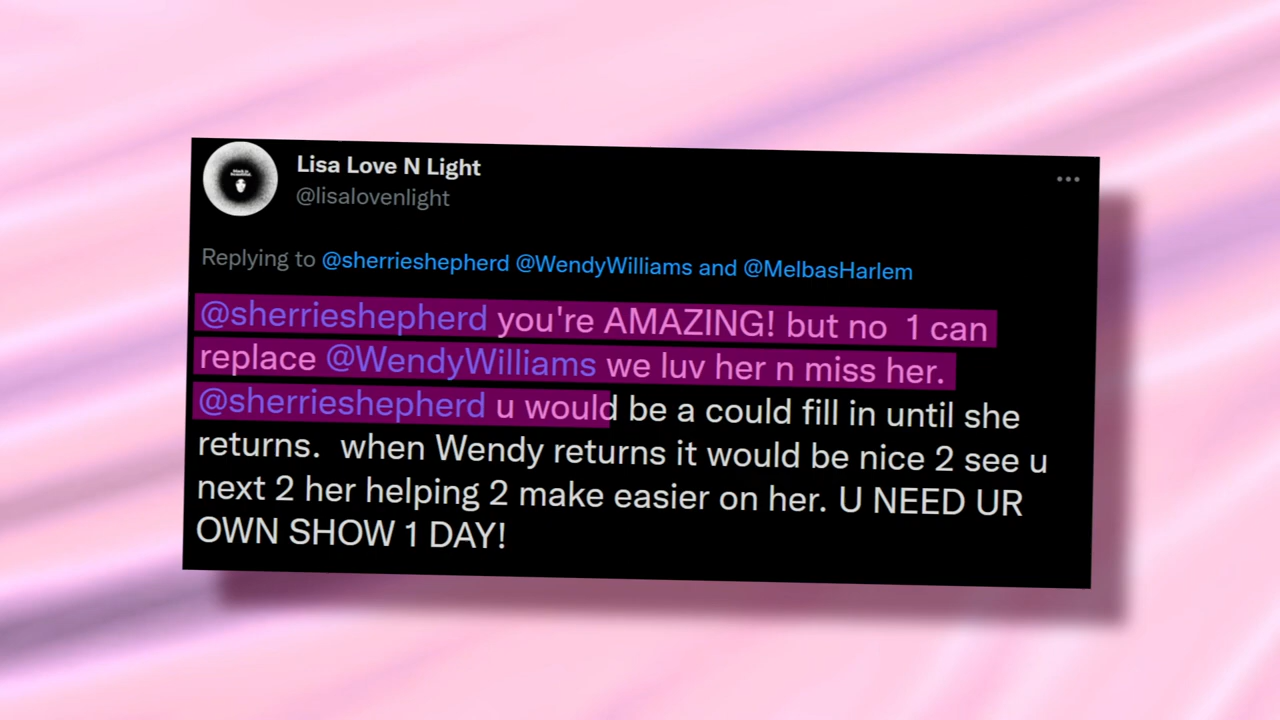 Lisa Love N Light
@lisalovenlight
Replying to @sherrieshepherd @WendyWilliams and @MelbasHarlem
@sherrieshepherd you're AMAZING! but no  1 can
replace @WendyWilliams we luv her n miss her.
@sherrieshepherd u would be a could fill in until she
returns.  when Wendy returns it would be nice 2 see u
next 2 her helping 2 make easier on her. U NEED UR
OWN SHOW 1 DAY!